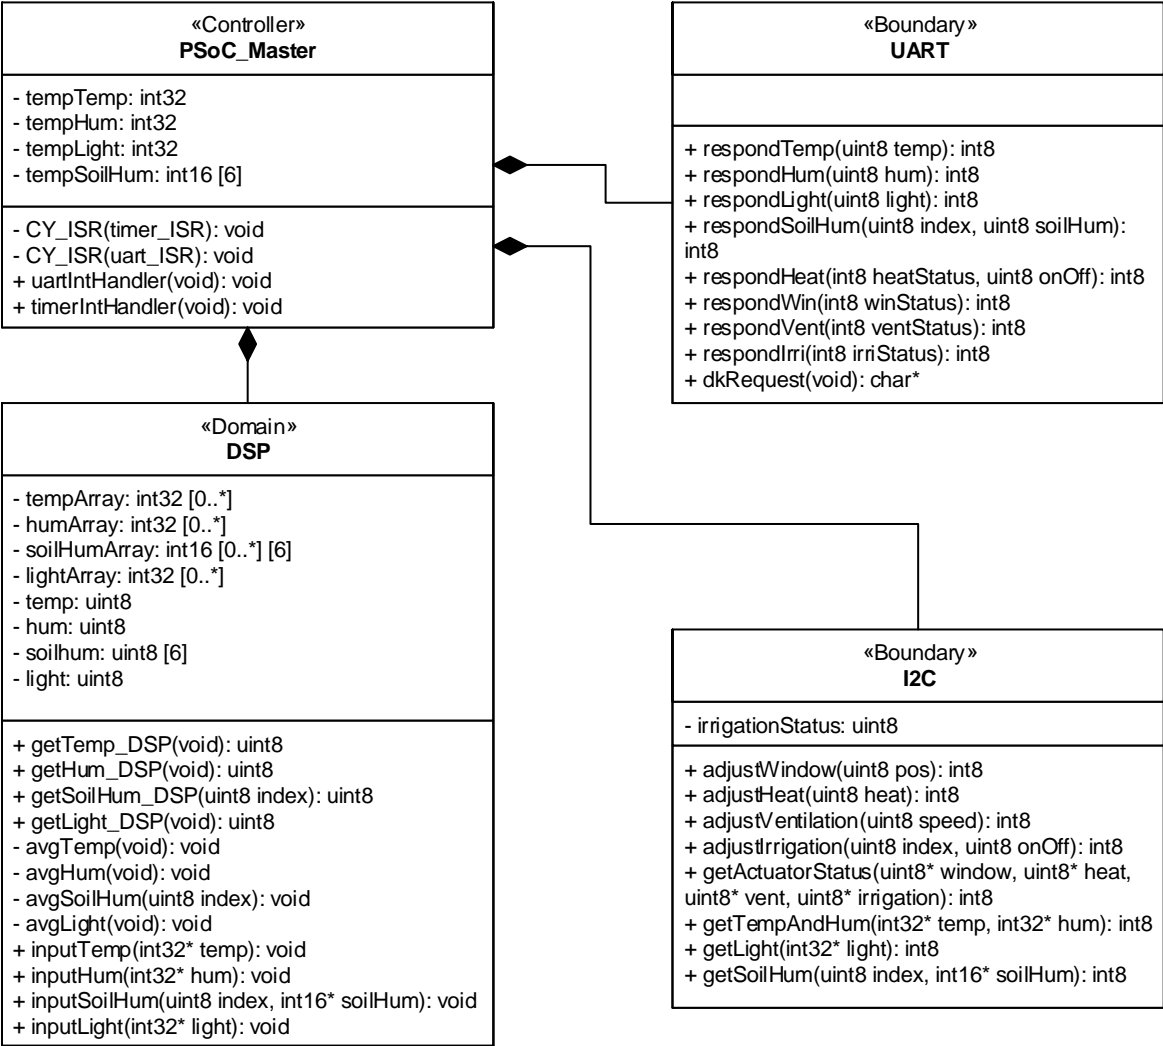 «Controller»
PSoC_Master
- tempTemp: int32
- tempHum: int32
- tempLight: int32
- tempSoilHum: int16 [6]
- CY_ISR(timer_ISR): void
- CY_ISR(uart_ISR): void
+ uartIntHandler(void): void
+ timerIntHandler(void): void
«Boundary»
UART
+ respondTemp(uint8 temp): int8
+ respondHum(uint8 hum): int8
+ respondLight(uint8 light): int8
+ respondSoilHum(uint8 index, uint8 soilHum):
int8
+ respondHeat(int8 heatStatus, uint8 onOff): int8
+ respondWin(int8 winStatus): int8
+ respondVent(int8 ventStatus): int8
+ respondIrri(int8 irriStatus): int8
+ dkRequest(void): char*
«Domain»
DSP
- tempArray: int32 [0..*]
- humArray: int32 [0..*]
- soilHumArray: int16 [0..*] [6]
- lightArray: int32 [0..*]
- temp: uint8
- hum: uint8
- soilhum: uint8 [6]
- light: uint8
+ getTemp_DSP(void): uint8
+ getHum_DSP(void): uint8
+ getSoilHum_DSP(uint8 index): uint8
+ getLight_DSP(void): uint8
- avgTemp(void): void
- avgHum(void): void
- avgSoilHum(uint8 index): void
- avgLight(void): void
+ inputTemp(int32* temp): void
+ inputHum(int32* hum): void
+ inputSoilHum(uint8 index, int16* soilHum): void
+ inputLight(int32* light): void
«Boundary»
I2C
- irrigationStatus: uint8
+ adjustWindow(uint8 pos): int8
+ adjustHeat(uint8 heat): int8
+ adjustVentilation(uint8 speed): int8
+ adjustIrrigation(uint8 index, uint8 onOff): int8
+ getActuatorStatus(uint8* window, uint8* heat,
uint8* vent, uint8* irrigation): int8
+ getTempAndHum(int32* temp, int32* hum): int8
+ getLight(int32* light): int8
+ getSoilHum(uint8 index, int16* soilHum): int8